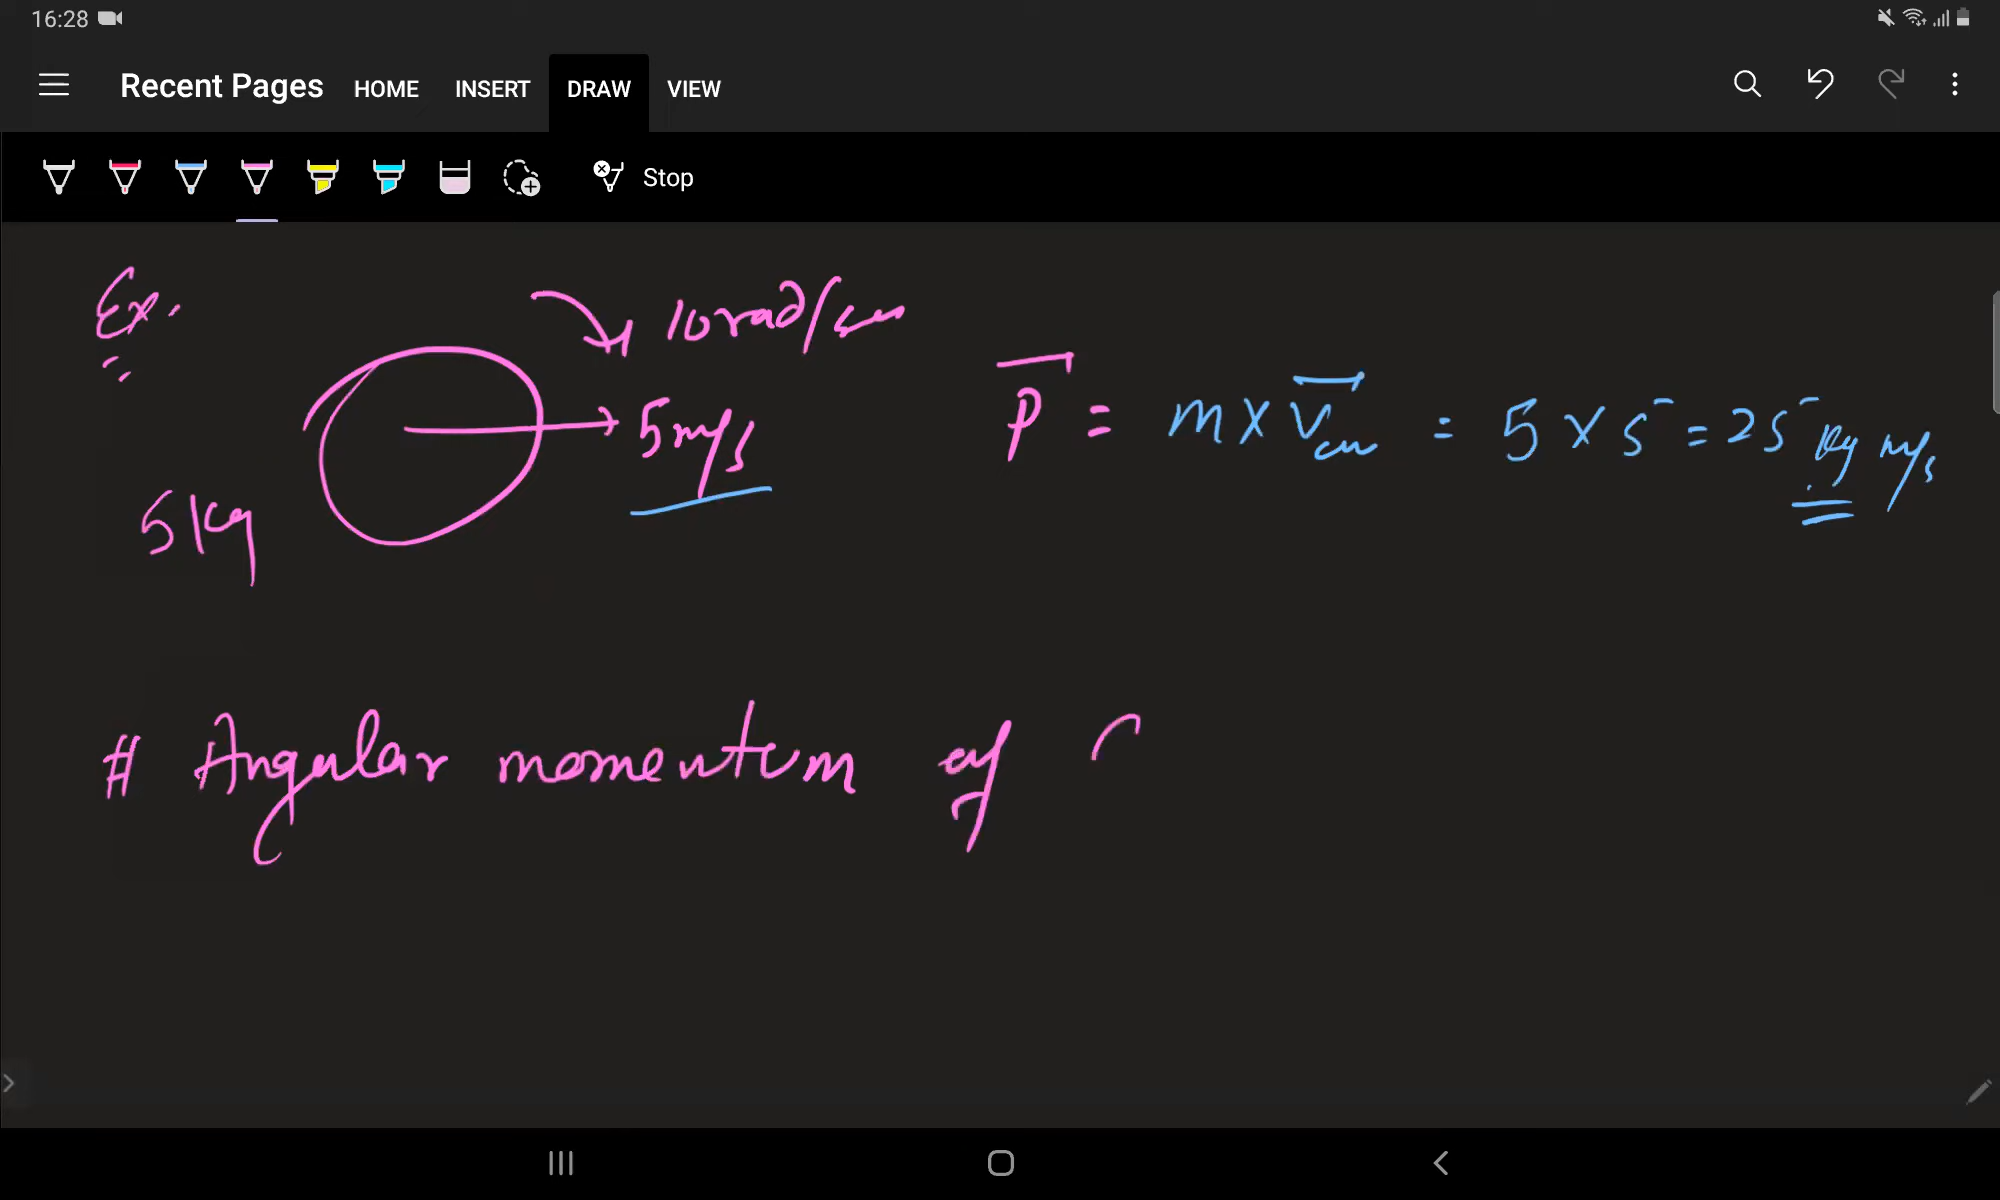 16:28
Recent Pages HOME INSERT DRAW VIEW
Stop
Ex.
10 rad/sec
5 m/s
5 kg
P = m × Vcm = 5 × 5 = 25 kg m/s
# Angular momentum of